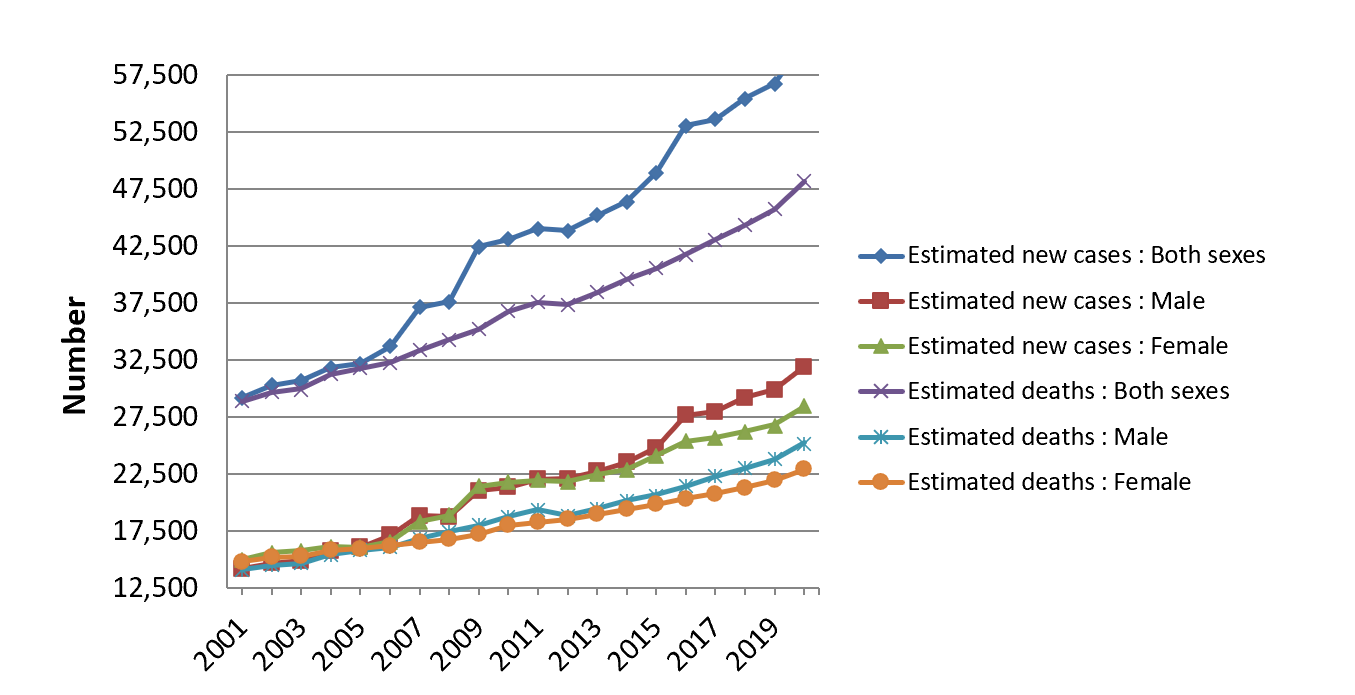 57,500
52,500
47,500
42,500
37,500
32,500
27,500
22,500
17,500
12,500
Number
2001
2003
2005
2007
2009
2011
2013
2015
2017
2019
Estimated new cases : Both sexes
Estimated new cases : Male
Estimated new cases : Female
Estimated deaths : Both sexes
Estimated deaths : Male
Estimated deaths : Female